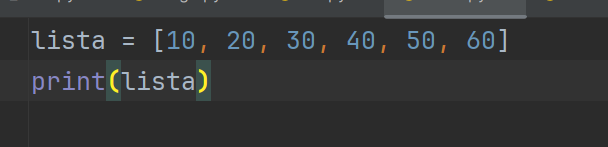 lista = [10, 20, 30, 40, 50, 60]
print(lista)